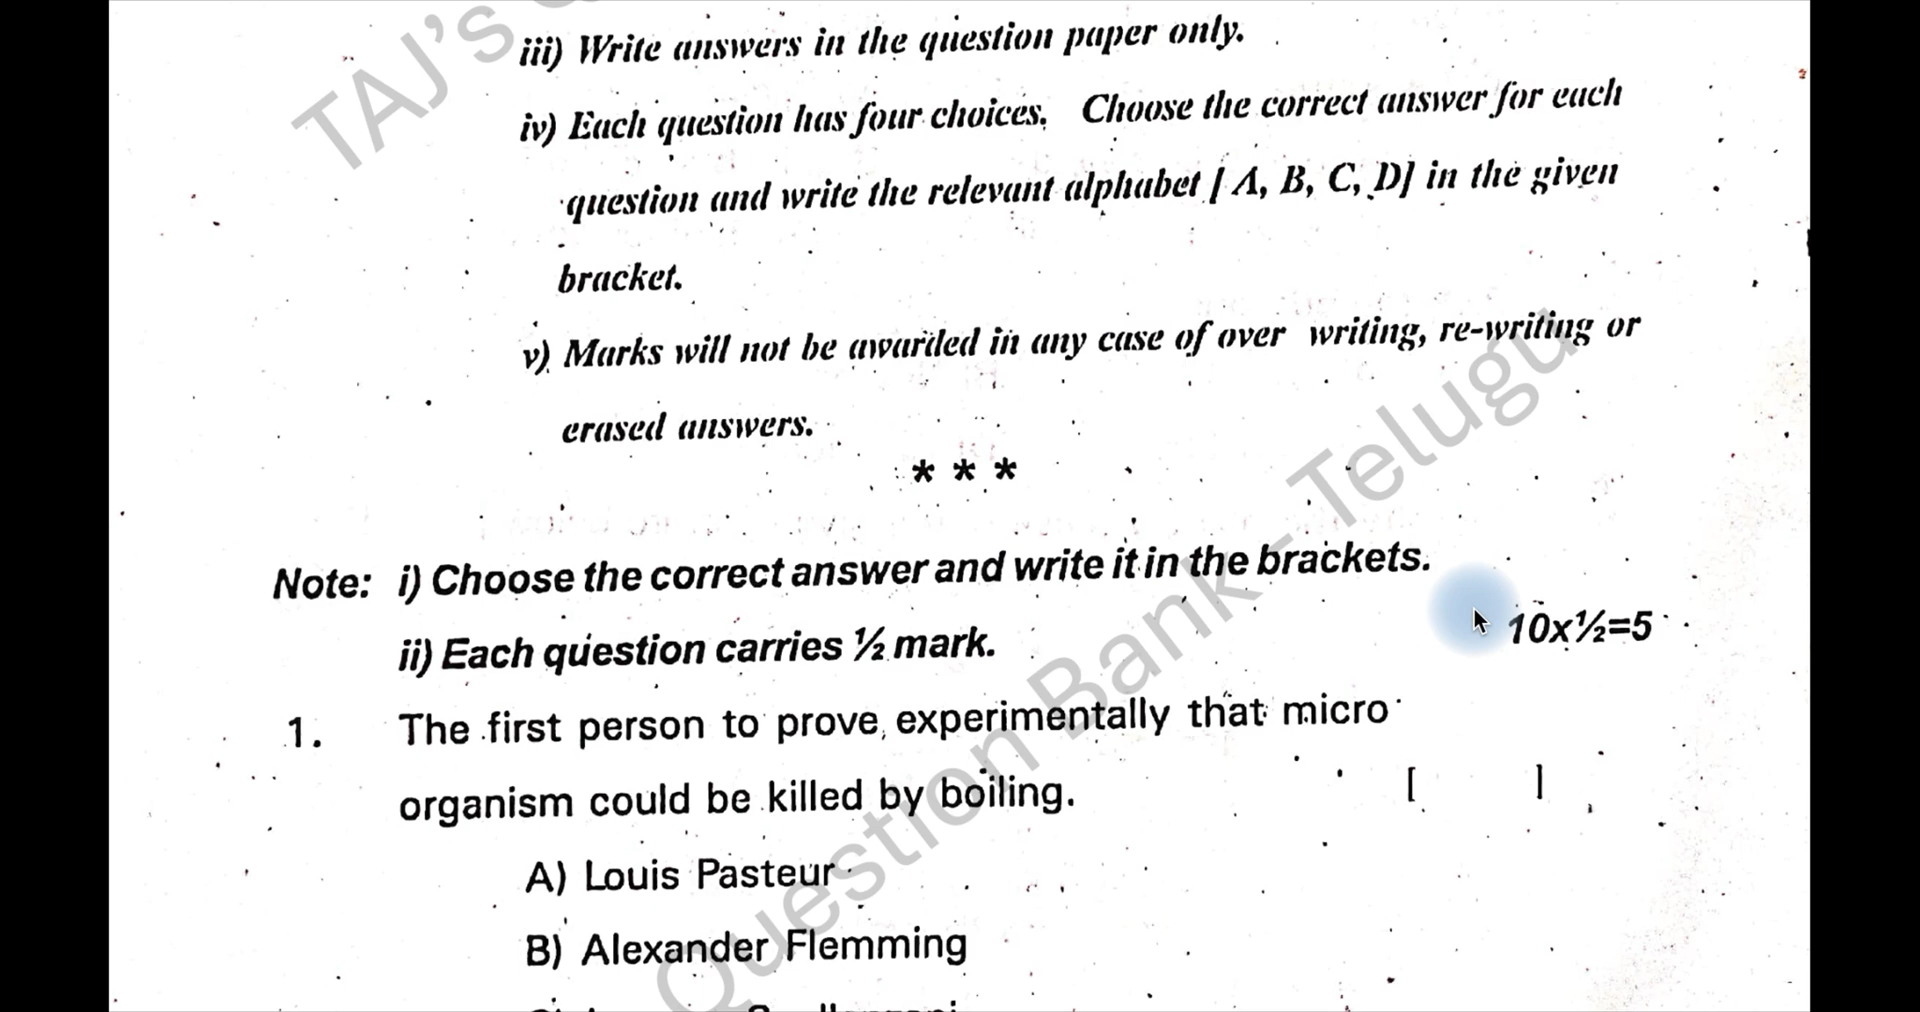 iii) Write answers in the question paper only.
iv) Each question has four choices. Choose the correct answer for each
question and write the relevant alphabet [ A, B, C, D] in the given
bracket.
v) Marks will not be awarded in any case of over writing, re-writing or
erased answers.
* * *
Note: i) Choose the correct answer and write it in the brackets.
ii) Each question carries ½ mark. 10x½=5
1. The first person to prove experimentally that micro
organism could be killed by boiling. [ ]
A) Louis Pasteur
B) Alexander Flemming
TAJ's Question Bank - Telugu